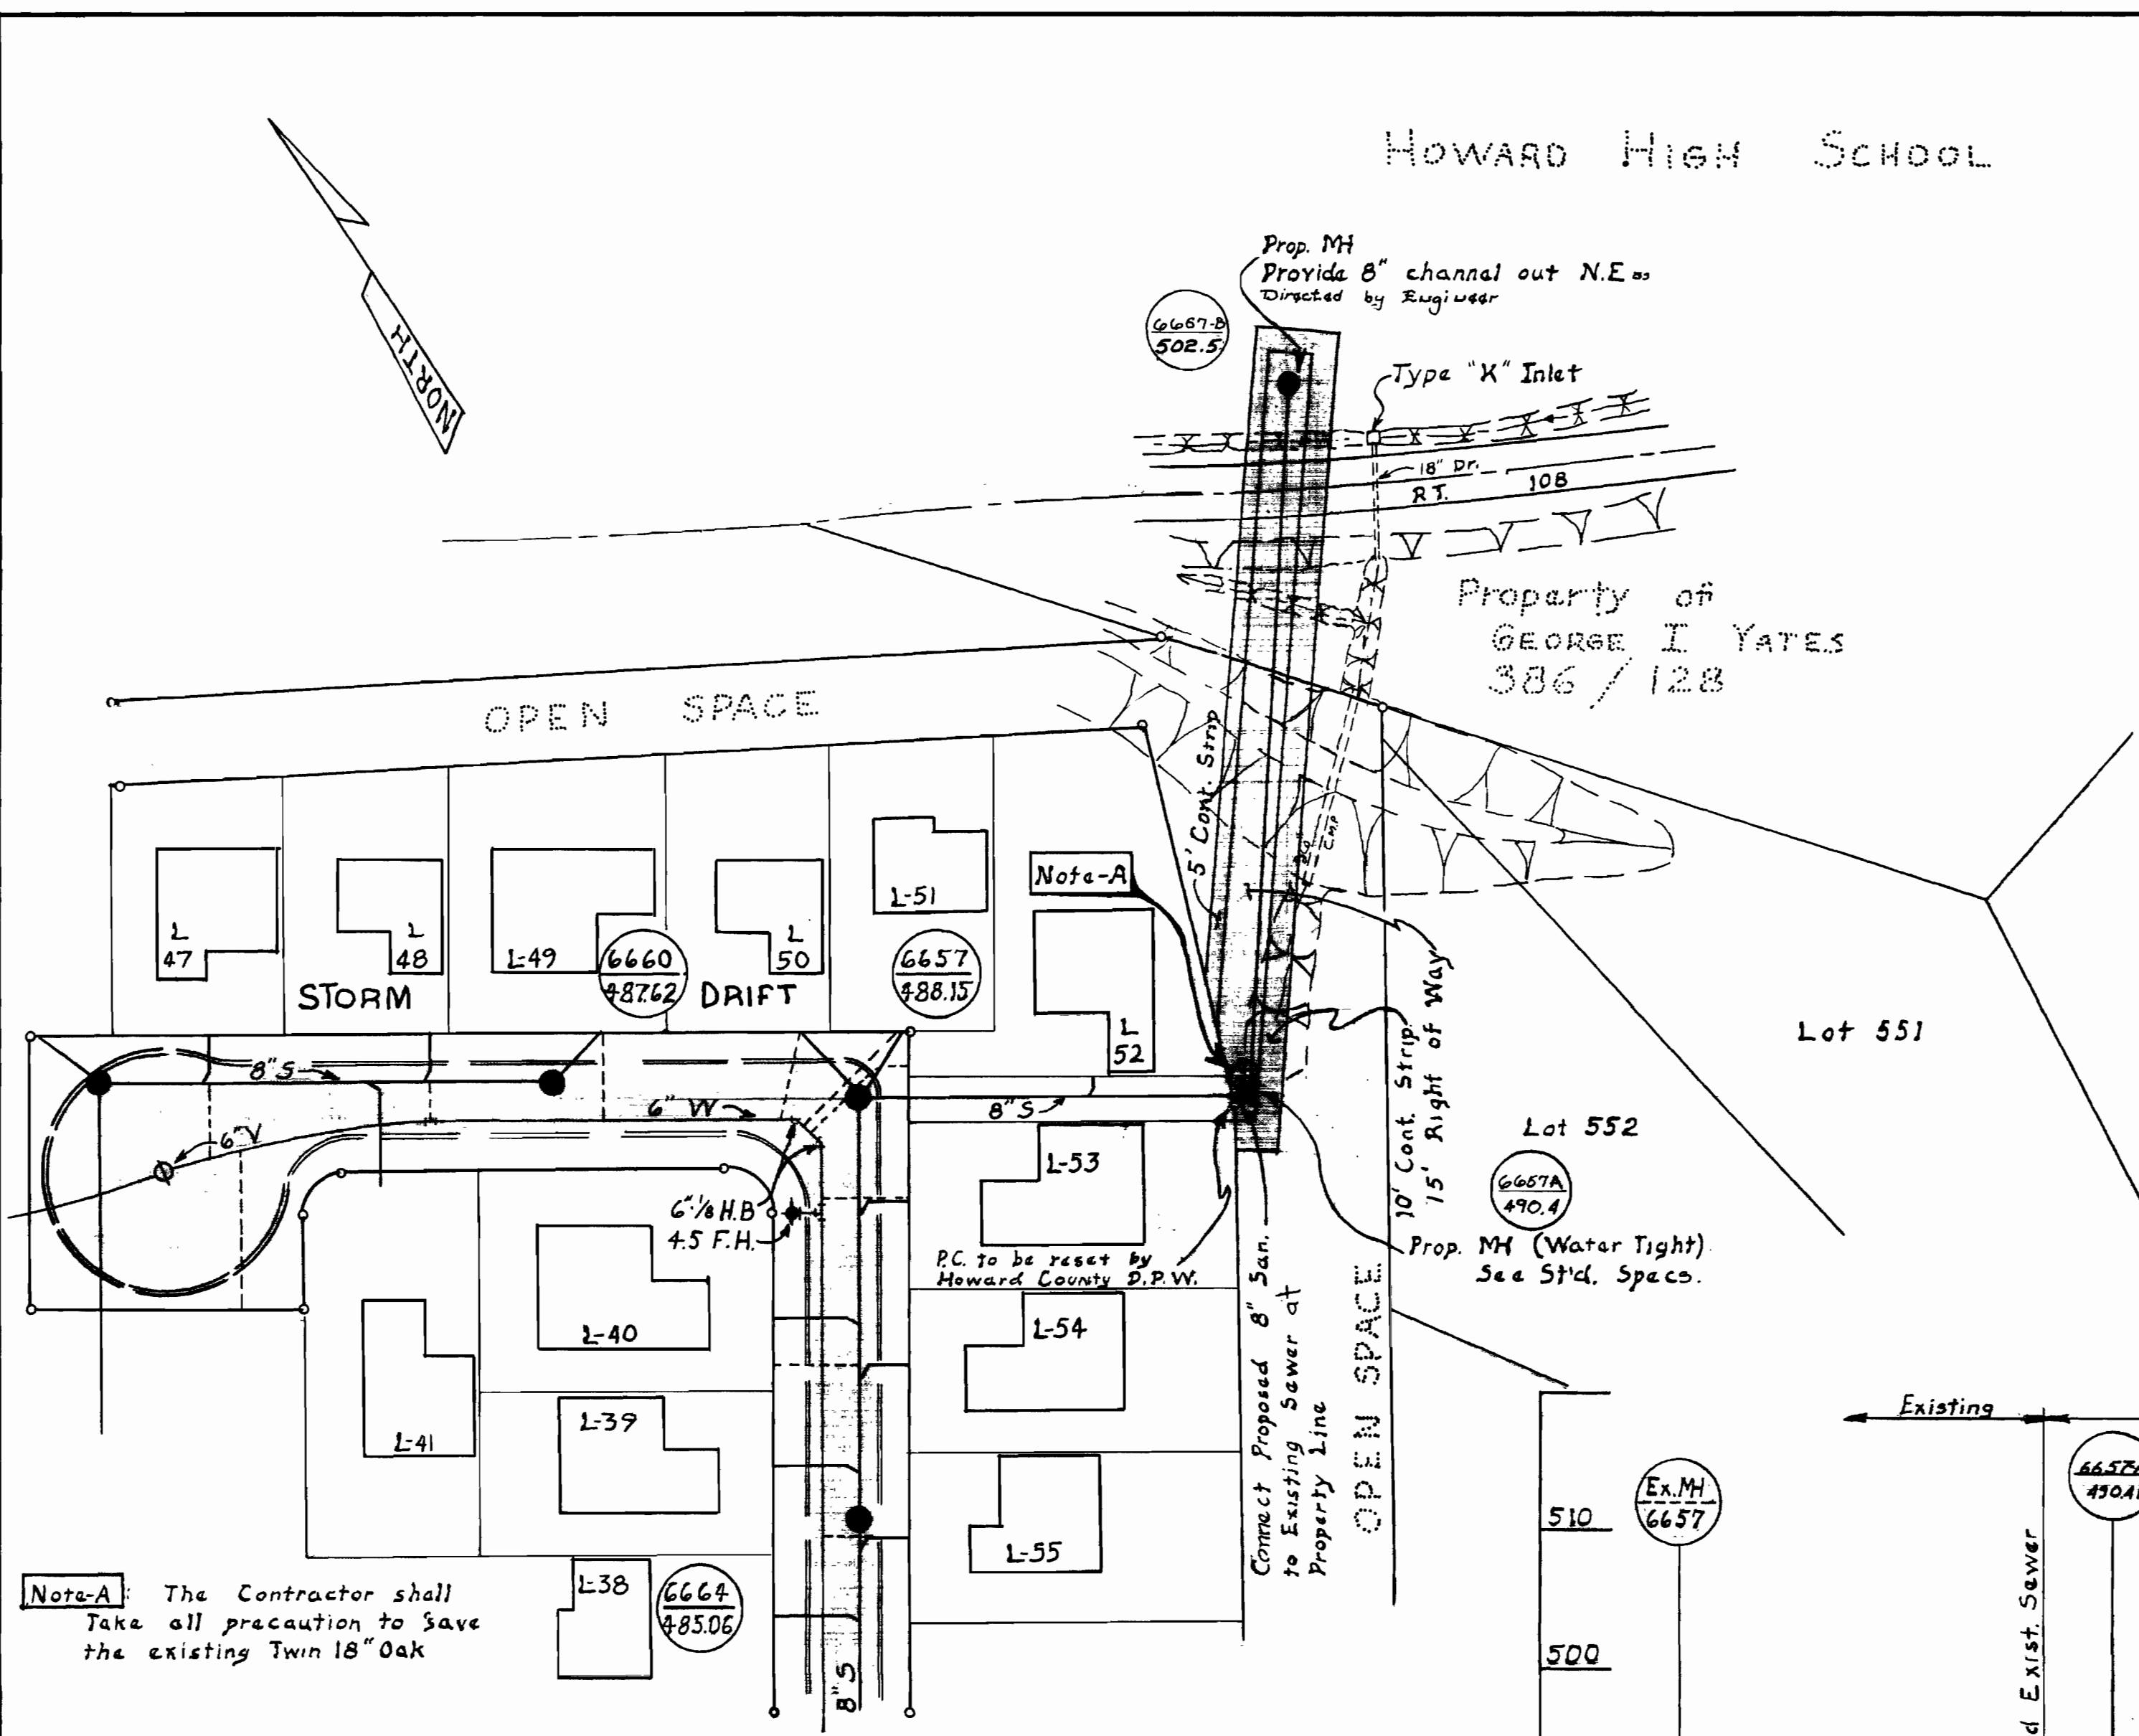 HOWARD HIGH SCHOOL
NORTH
Prop. MH
Provide 8" channel out N.E as
Directed by Engineer
6657-B
502.5
Type "K" Inlet
18" Dr.
RT. 108
Property of
GEORGE I YATES
386 / 128
OPEN SPACE
5' Cont. Strip
C.M.P
Note-A
L
47
L
48
L-49
L
50
L-51
L
52
6660
487.62
6657
488.15
STORM DRIFT
8" S
6" W
6" V
8" S
10' Cont. Strip
15' Right of Way
Lot 551
Lot 552
6657A
490.4
Prop. MH (Water Tight)
See St'd. Specs.
6" 1/8 H.B
4.5 F.H.
L-53
P.C. to be reset by
Howard County D.P.W.
L-40
L-41
L-39
L-54
L-55
L-38
Connect Proposed 8" San.
to Existing Sewer at
Property Line
OPEN SPACE
6664
485.06
8" S
Note-A: The Contractor shall
Take all precaution to Save
the existing Twin 18" Oak
Existing
Ex. MH
6657
510
500
Exist. Sewer